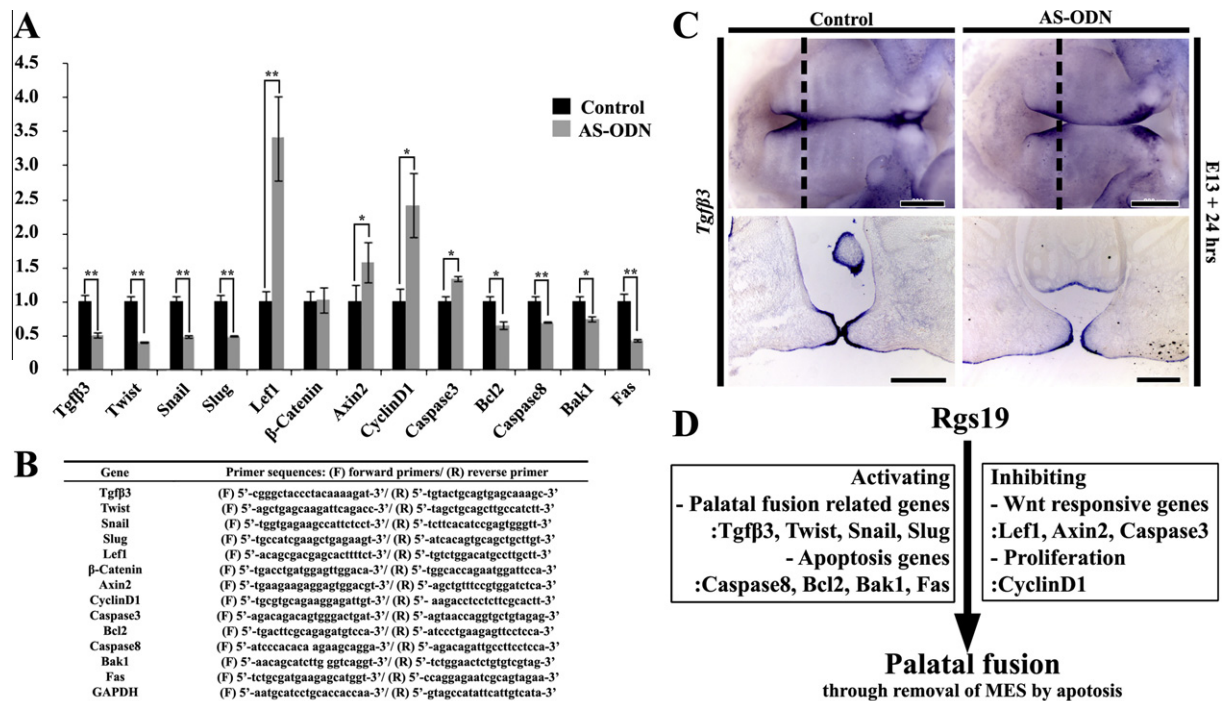 A
4.5
4.0
3.5
3.0
2.5
2.0
1.5
1.0
0.5
0
** ** ** ** ** * * * * ** * **
Control
AS-ODN
Tgfβ3 Twist Snail Slug Lef1 β-Catenin Axin2 CyclinD1 Caspase3 Bcl2 Caspase8 Bak1 Fas
B
Gene Primer sequences: (F) forward primers/ (R) reverse primer
Tgfβ3 (F) 5’-cgggctaccctacaaaagat-3’/ (R) 5’-tgtactgcagtgagcaaagc-3’
Twist (F) 5’-agctgagcaagattcagacc-3’/ (R) 5’-tagctgcagcttgccatctt-3’
Snail (F) 5’-tggtgagaagccattctcct-3’/ (R) 5’-tcttcacatccgagtgggtt-3’
Slug (F) 5’-tgccatcgaagctgagaagt-3’/ (R) 5’-atcacagtgcagctgcttgt-3’
Lef1 (F) 5’-acagcgacgagcacttttct-3’/ (R) 5’-tgtctggacatgccttgctt-3’
β-Catenin (F) 5’-tgacctgatggagttggaca-3’/ (R) 5’-tggcaccagaatggattcca-3’
Axin2 (F) 5’-tgaagaagaggagtggacgt-3’/ (R) 5’-agctgtttccgtggatctca-3’
CyclinD1 (F) 5’-tgcgtgcagaaggagattgt-3’/ (R) 5’- aagacctcctcttcgcactt-3’
Caspase3 (F) 5’-agacagacagtgggactgat-3’/ (R) 5’-agtaaccaggtgctgtagag-3’
Bcl2 (F) 5’-tgacttcgcagagatgtcca-3’/ (R) 5’-atccctgaagagttcctcca-3’
Caspase8 (F) 5’-atcccacaca agaagcagga-3’/ (R) 5’-agacagattgccttcctcca-3’
Bak1 (F) 5’-aacagcatcttg ggtcaggt-3’/ (R) 5’-tctggaactctgtgtcgtag-3’
Fas (F) 5’-tctgcgatgaagagcatggt-3’/ (R) 5’-ccaggagaatcgcagtagaa-3’
GAPDH (F) 5’-aatgcatcctgcaccaccaa-3’/ (R) 5’-gtagccatattcattgtcata-3’
C
Control
AS-ODN
Tgfβ3
E13 + 24 hrs
D
Rgs19
Activating
- Palatal fusion related genes
:Tgfβ3, Twist, Snail, Slug
- Apoptosis genes
:Caspase8, Bcl2, Bak1, Fas
Inhibiting
- Wnt responsive genes
:Lef1, Axin2, Caspase3
- Proliferation
:CyclinD1
Palatal fusion
through removal of MES by apotosis